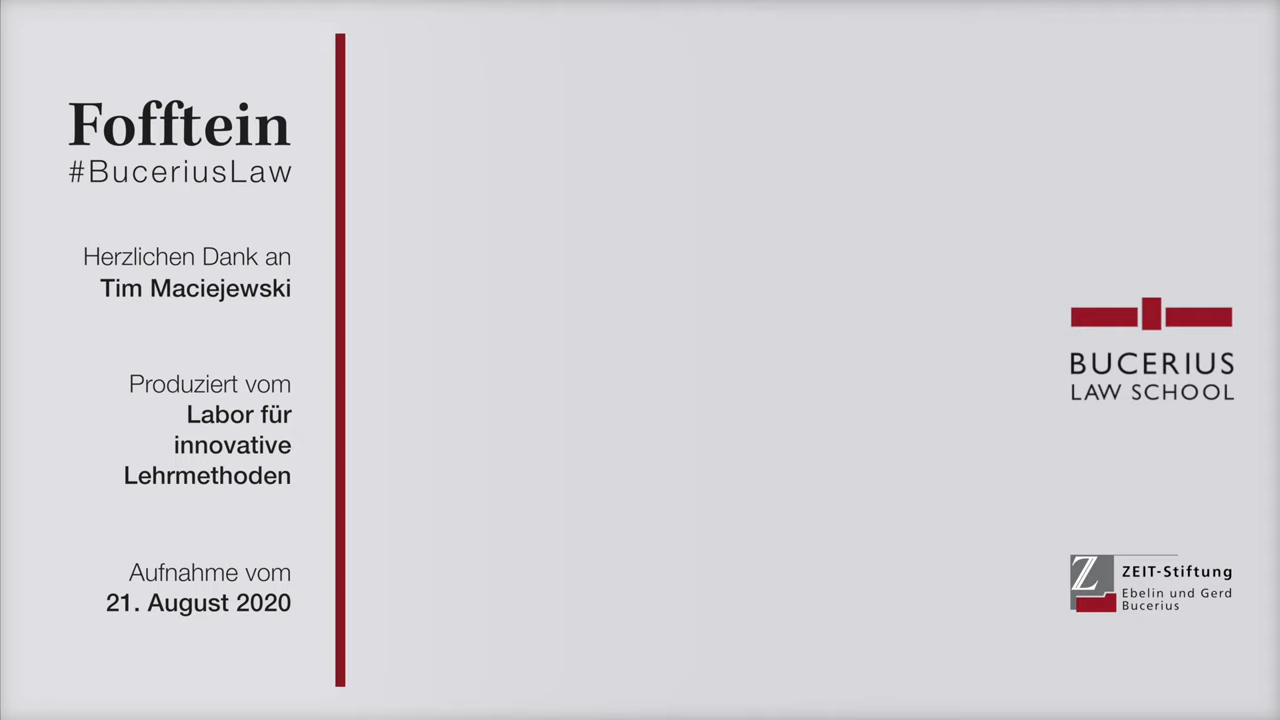 Fofftein
#BuceriusLaw
Herzlichen Dank an
Tim Maciejewski
Produziert vom
Labor für
innovative
Lehrmethoden
Aufnahme vom
21. August 2020
BUCERIUS
LAW SCHOOL
Z
ZEIT-Stiftung
Ebelin und Gerd
Bucerius